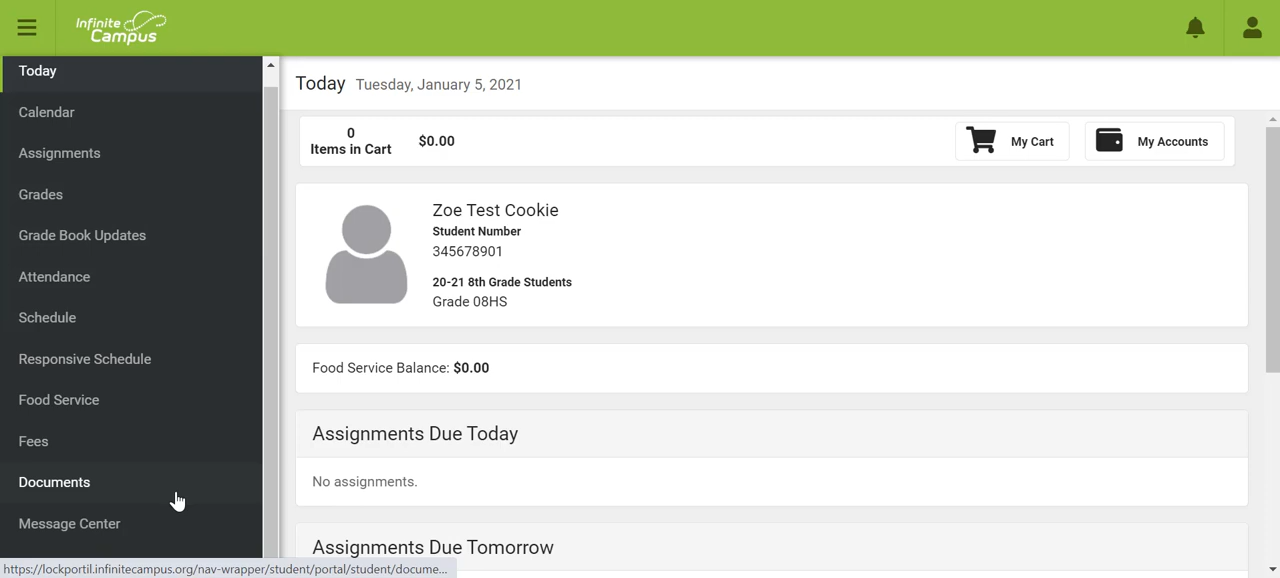 Infinite
Campus
Today
Calendar
Assignments
Grades
Grade Book Updates
Attendance
Schedule
Responsive Schedule
Food Service
Fees
Documents
Message Center
https://lockportil.infinitecampus.org/nav-wrapper/student/portal/student/docume...
Today Tuesday, January 5, 2021
0
Items in Cart
$0.00
My Cart
My Accounts
Zoe Test Cookie
Student Number
345678901
20-21 8th Grade Students
Grade 08HS
Food Service Balance: $0.00
Assignments Due Today
No assignments.
Assignments Due Tomorrow